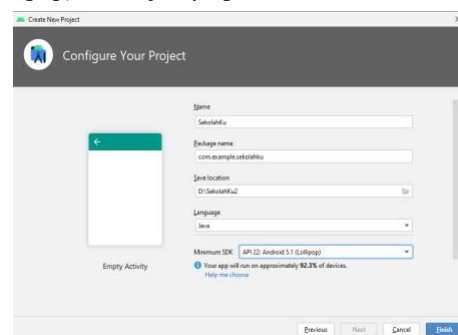 Create New Project
Configure Your Project
Name
SekolahKu
Package name
com.example.sekolahku
Save location
D:\SekolahKu2
Language
Java
Minimum SDK API 22: Android 5.1 (Lollipop)
Your app will run on approximately 92.3% of devices.
Help me choose
Empty Activity
Previous Next Cancel Finish